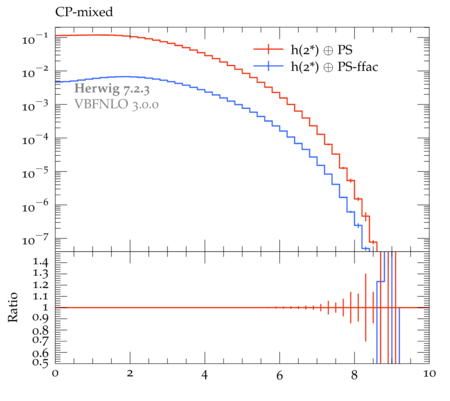 CP-mixed
10⁻¹
10⁻²
10⁻³
10⁻⁴
10⁻⁵
10⁻⁶
10⁻⁷
h(2*) ⊕ PS
h(2*) ⊕ PS-ffac
Herwig 7.2.3
VBFNLO 3.0.0
Ratio
1.4
1.3
1.2
1.1
1
0.9
0.8
0.7
0.6
0.5
0 2 4 6 8 10